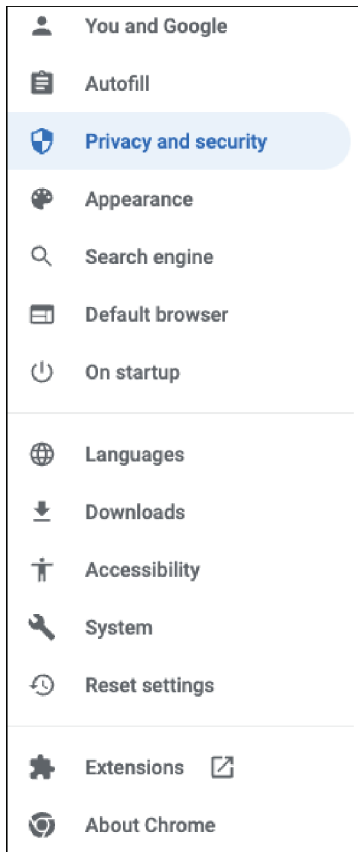 You and Google
Autofill
Privacy and security
Appearance
Search engine
Default browser
On startup
Languages
Downloads
Accessibility
System
Reset settings
Extensions
About Chrome